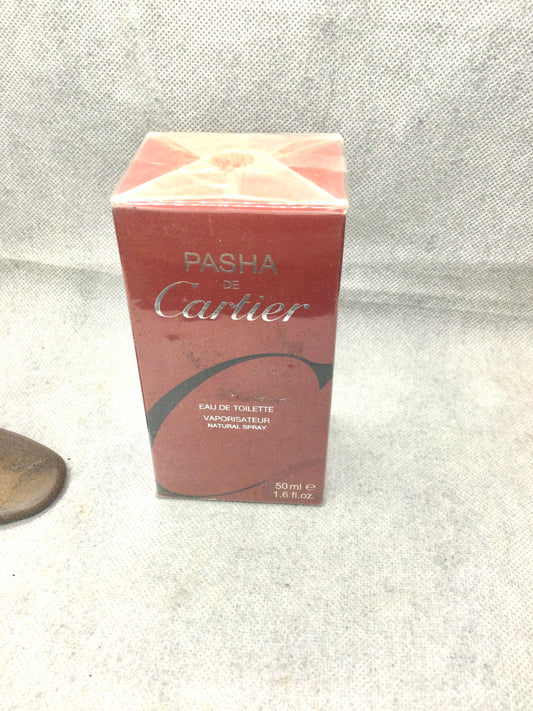 PASHA
DE
Cartier
EAU DE TOILETTE
VAPORISATEUR
NATURAL SPRAY
50 ml ℮
1.6 fl.oz.